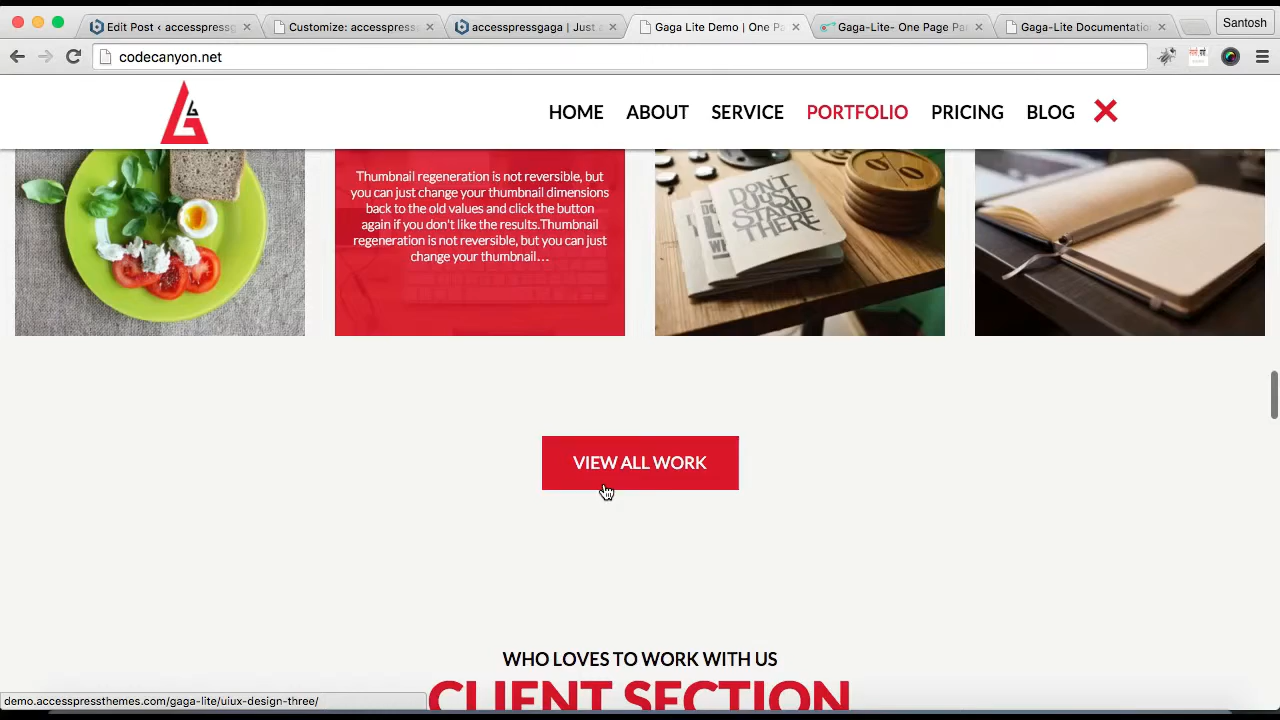 Edit Post ‹ accesspressg
Customize: accesspress
accesspressgaga | Just
Gaga Lite Demo | One P
Gaga-Lite- One Page Pa
Gaga-Lite Documentatio
Santosh
codecanyon.net
HOME ABOUT SERVICE PORTFOLIO PRICING BLOG
Thumbnail regeneration is not reversible, but
you can just change your thumbnail dimensions
back to the old values and click the button
again if you don't like the results.Thumbnail
regeneration is not reversible, but you can just
change your thumbnail…
DON'T
JUST
STAND
THERE
VIEW ALL WORK
WHO LOVES TO WORK WITH US
CLIENT SECTION
demo.accesspressthemes.com/gaga-lite/uiux-design-three/